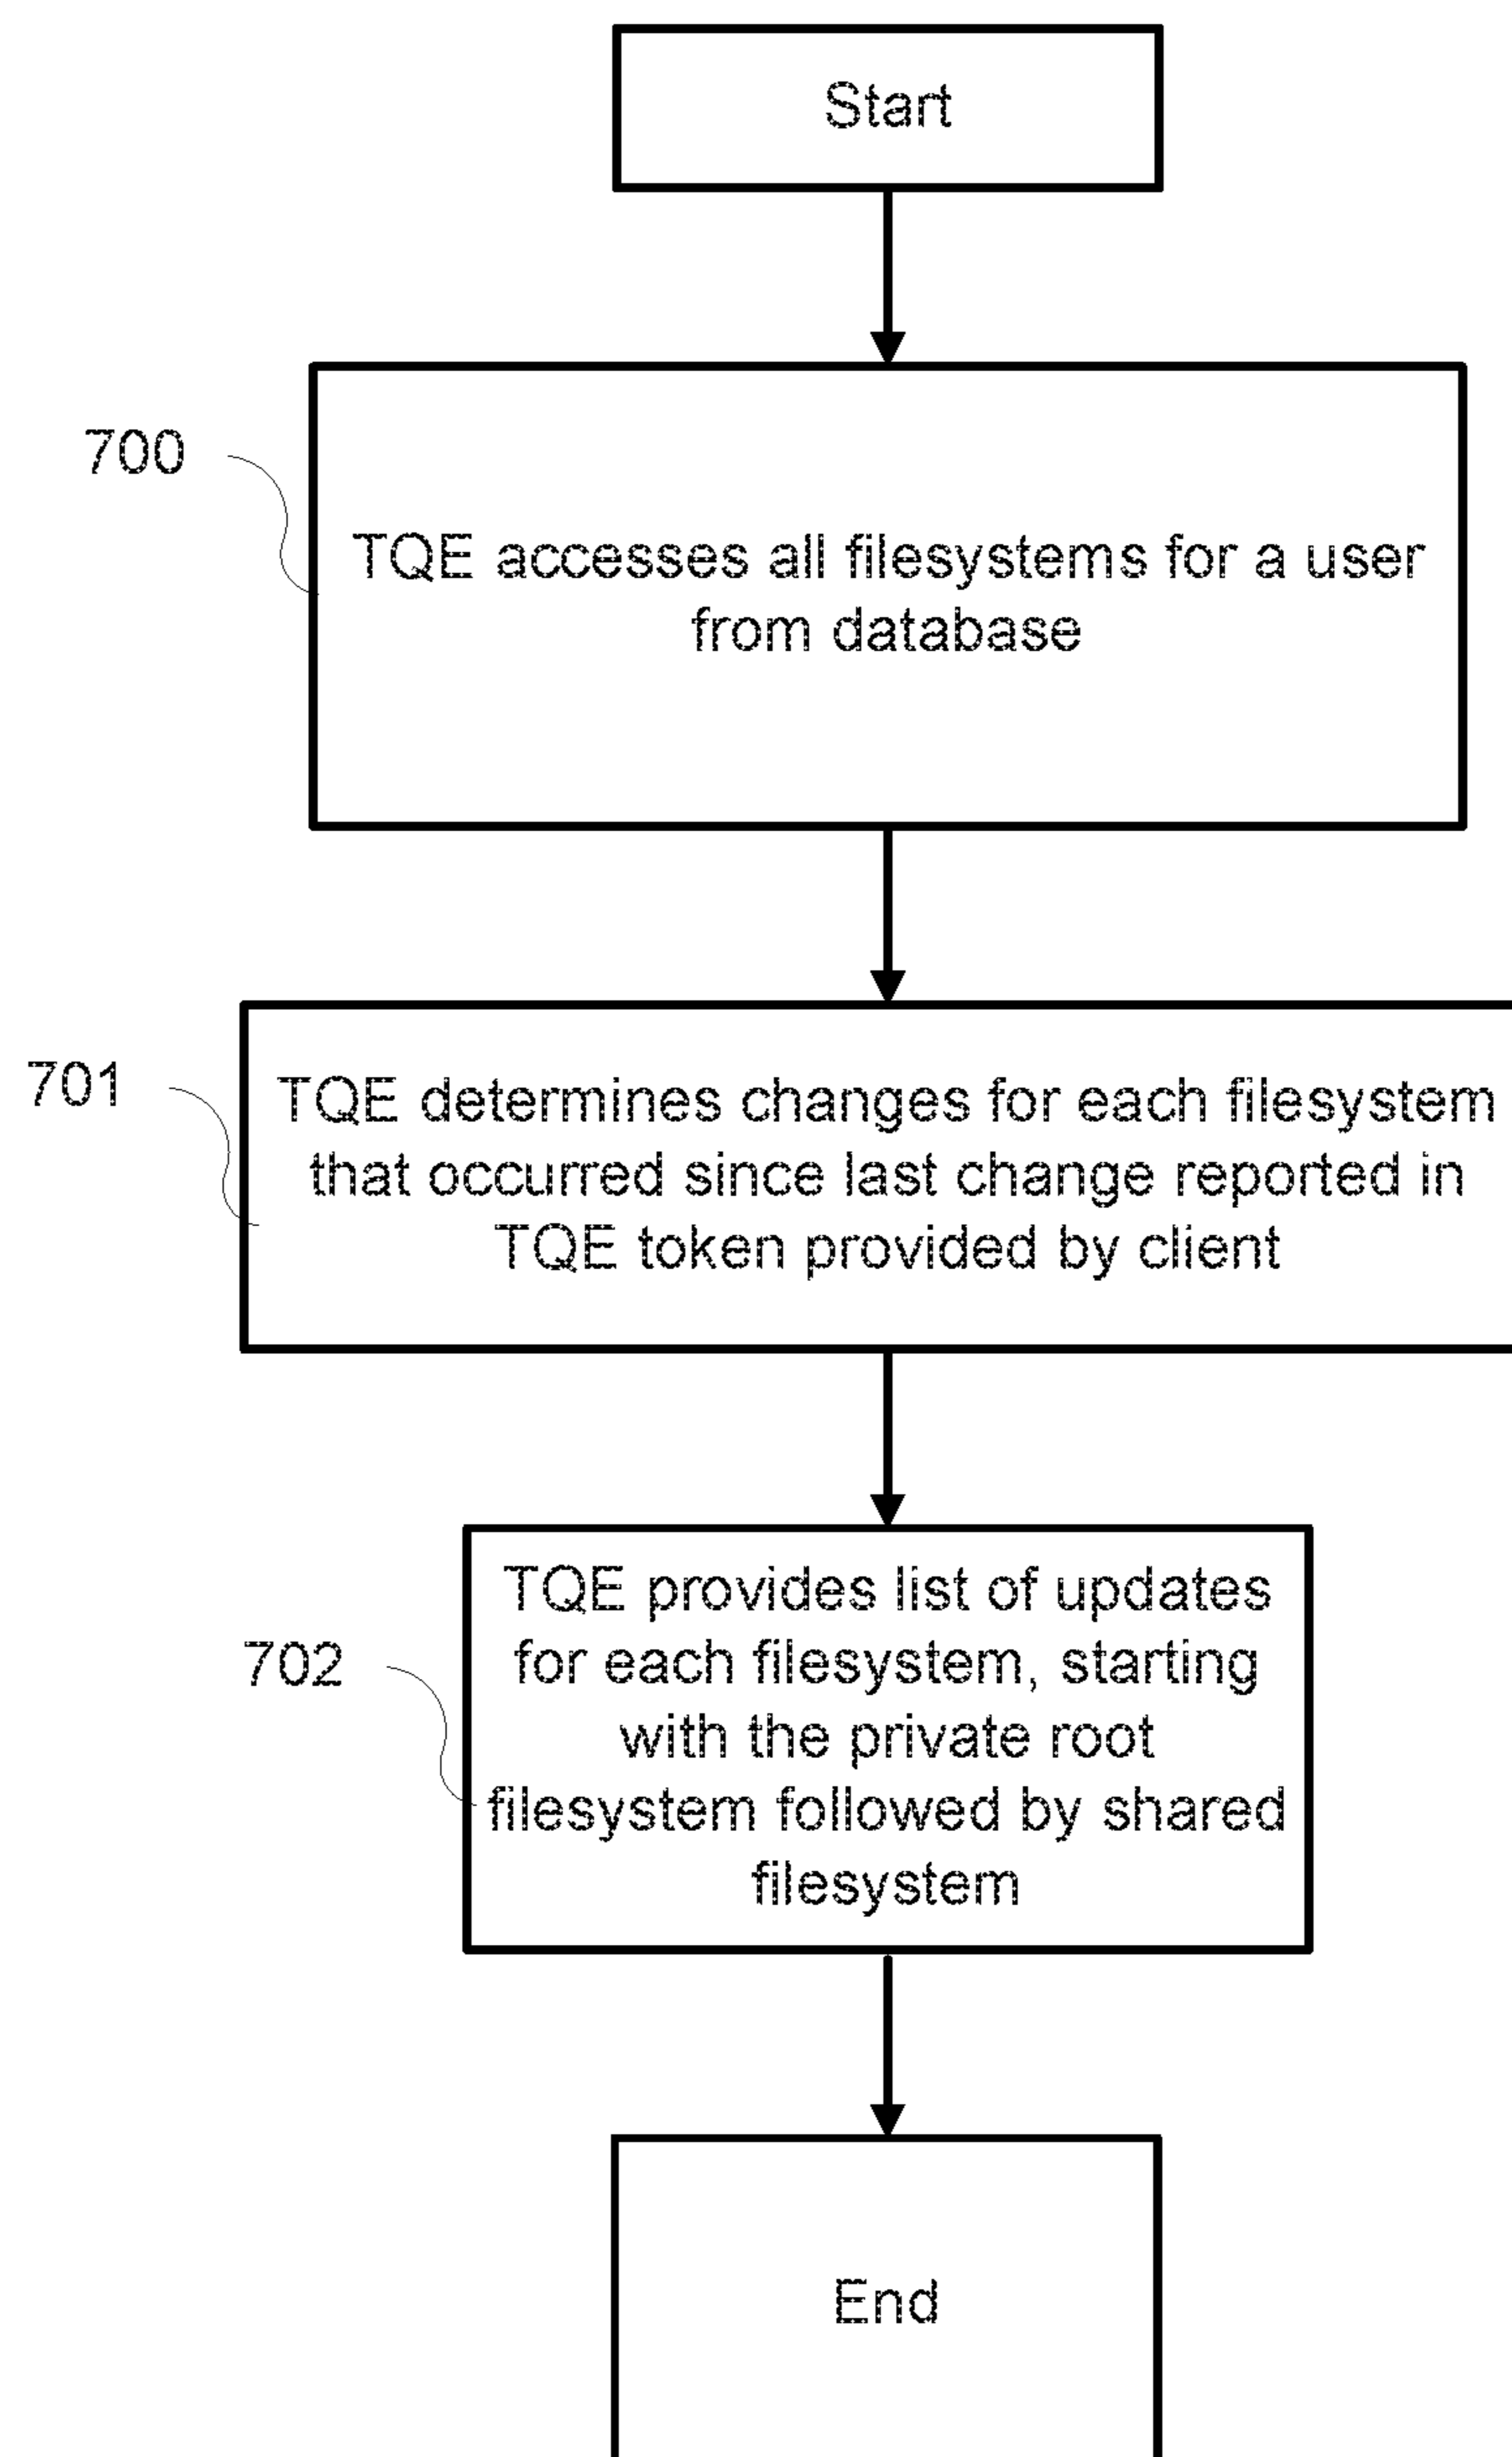 Start
700
TQE accesses all filesystems for a user
from database
701
TQE determines changes for each filesystem
that occurred since last change reported in
TQE token provided by client
702
TQE provides list of updates
for each filesystem, starting
with the private root
filesystem followed by shared
filesystem
End